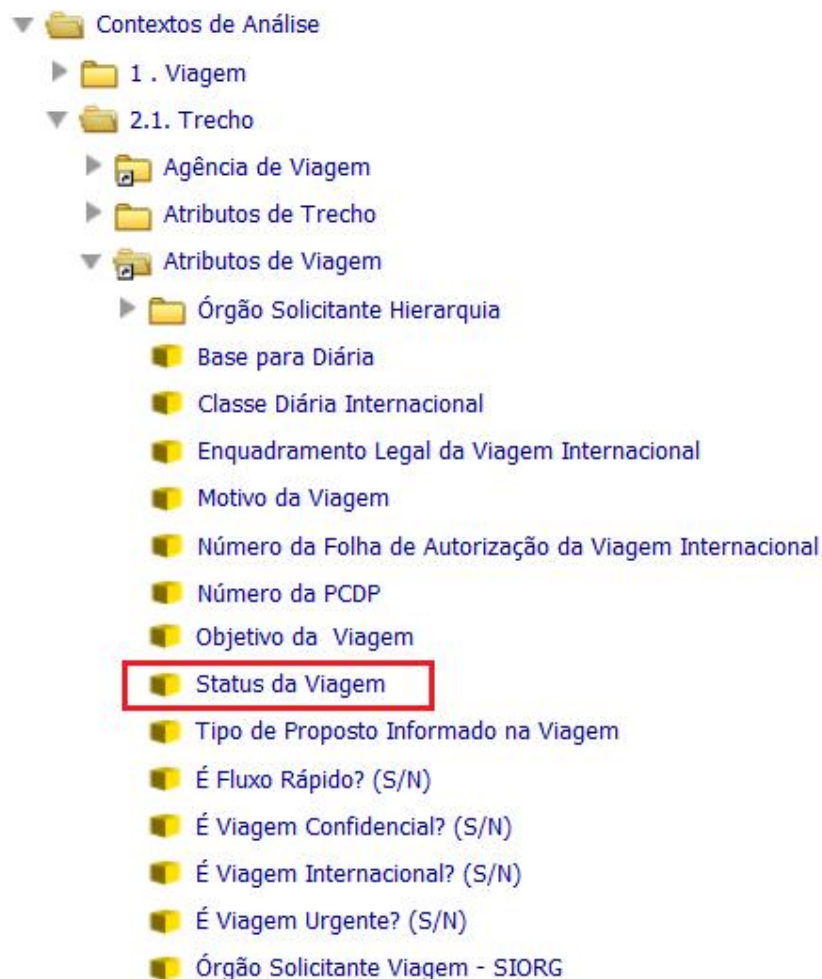 Contextos de Análise
1 . Viagem
2.1. Trecho
Agência de Viagem
Atributos de Trecho
Atributos de Viagem
Órgão Solicitante Hierarquia
Base para Diária
Classe Diária Internacional
Enquadramento Legal da Viagem Internacional
Motivo da Viagem
Número da Folha de Autorização da Viagem Internacional
Número da PCDP
Objetivo da  Viagem
Status da Viagem
Tipo de Proposto Informado na Viagem
É Fluxo Rápido? (S/N)
É Viagem Confidencial? (S/N)
É Viagem Internacional? (S/N)
É Viagem Urgente? (S/N)
Órgão Solicitante Viagem - SIORG